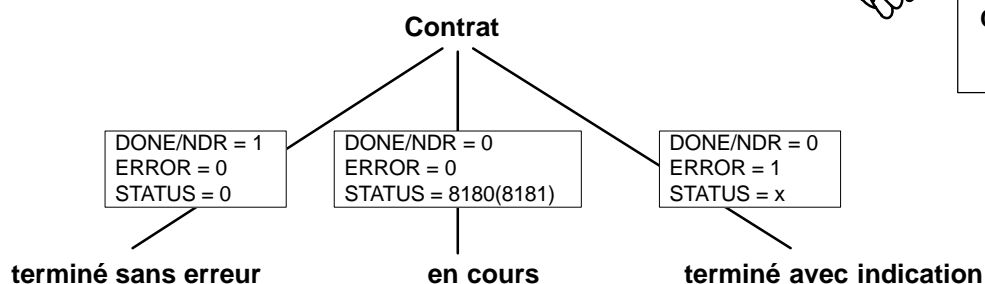 Contrat
DONE/NDR = 1
ERROR = 0
STATUS = 0
DONE/NDR = 0
ERROR = 0
STATUS = 8180(8181)
DONE/NDR = 0
ERROR = 1
STATUS = x
terminé sans erreur
en cours
terminé avec indication